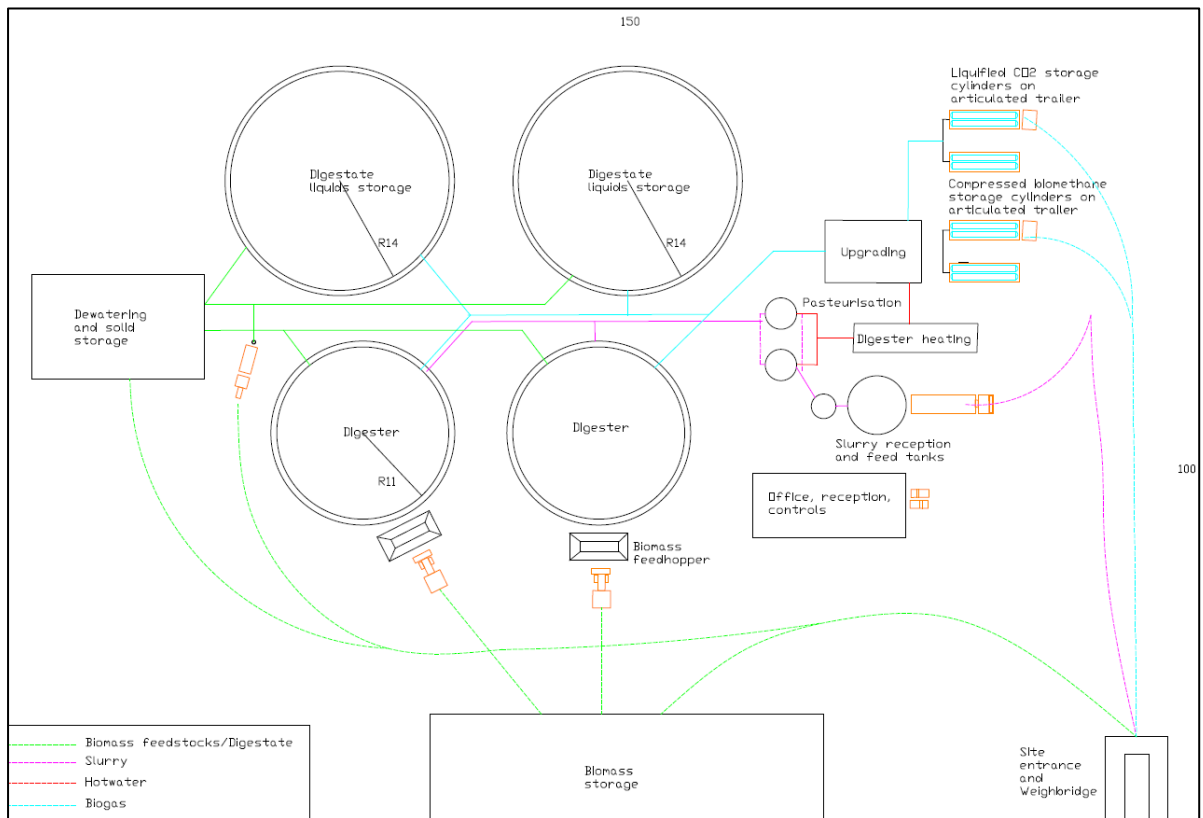 150
Liquified CO2 storage
cylinders on
articulated trailer
Digestate
liquids storage
R14
Digestate
liquids storage
R14
Compressed biomethane
storage cylinders on
articulated trailer
Upgrading
Dewatering
and solid
storage
Pasteurisation
Digester heating
Digester
R11
Digester
Slurry reception
and feed tanks
100
Office, reception,
controls
Biomass
feedhopper
Biomass feedstocks/Digestate
Slurry
Hotwater
Biogas
Biomass
storage
Site
entrance
and
Weighbridge